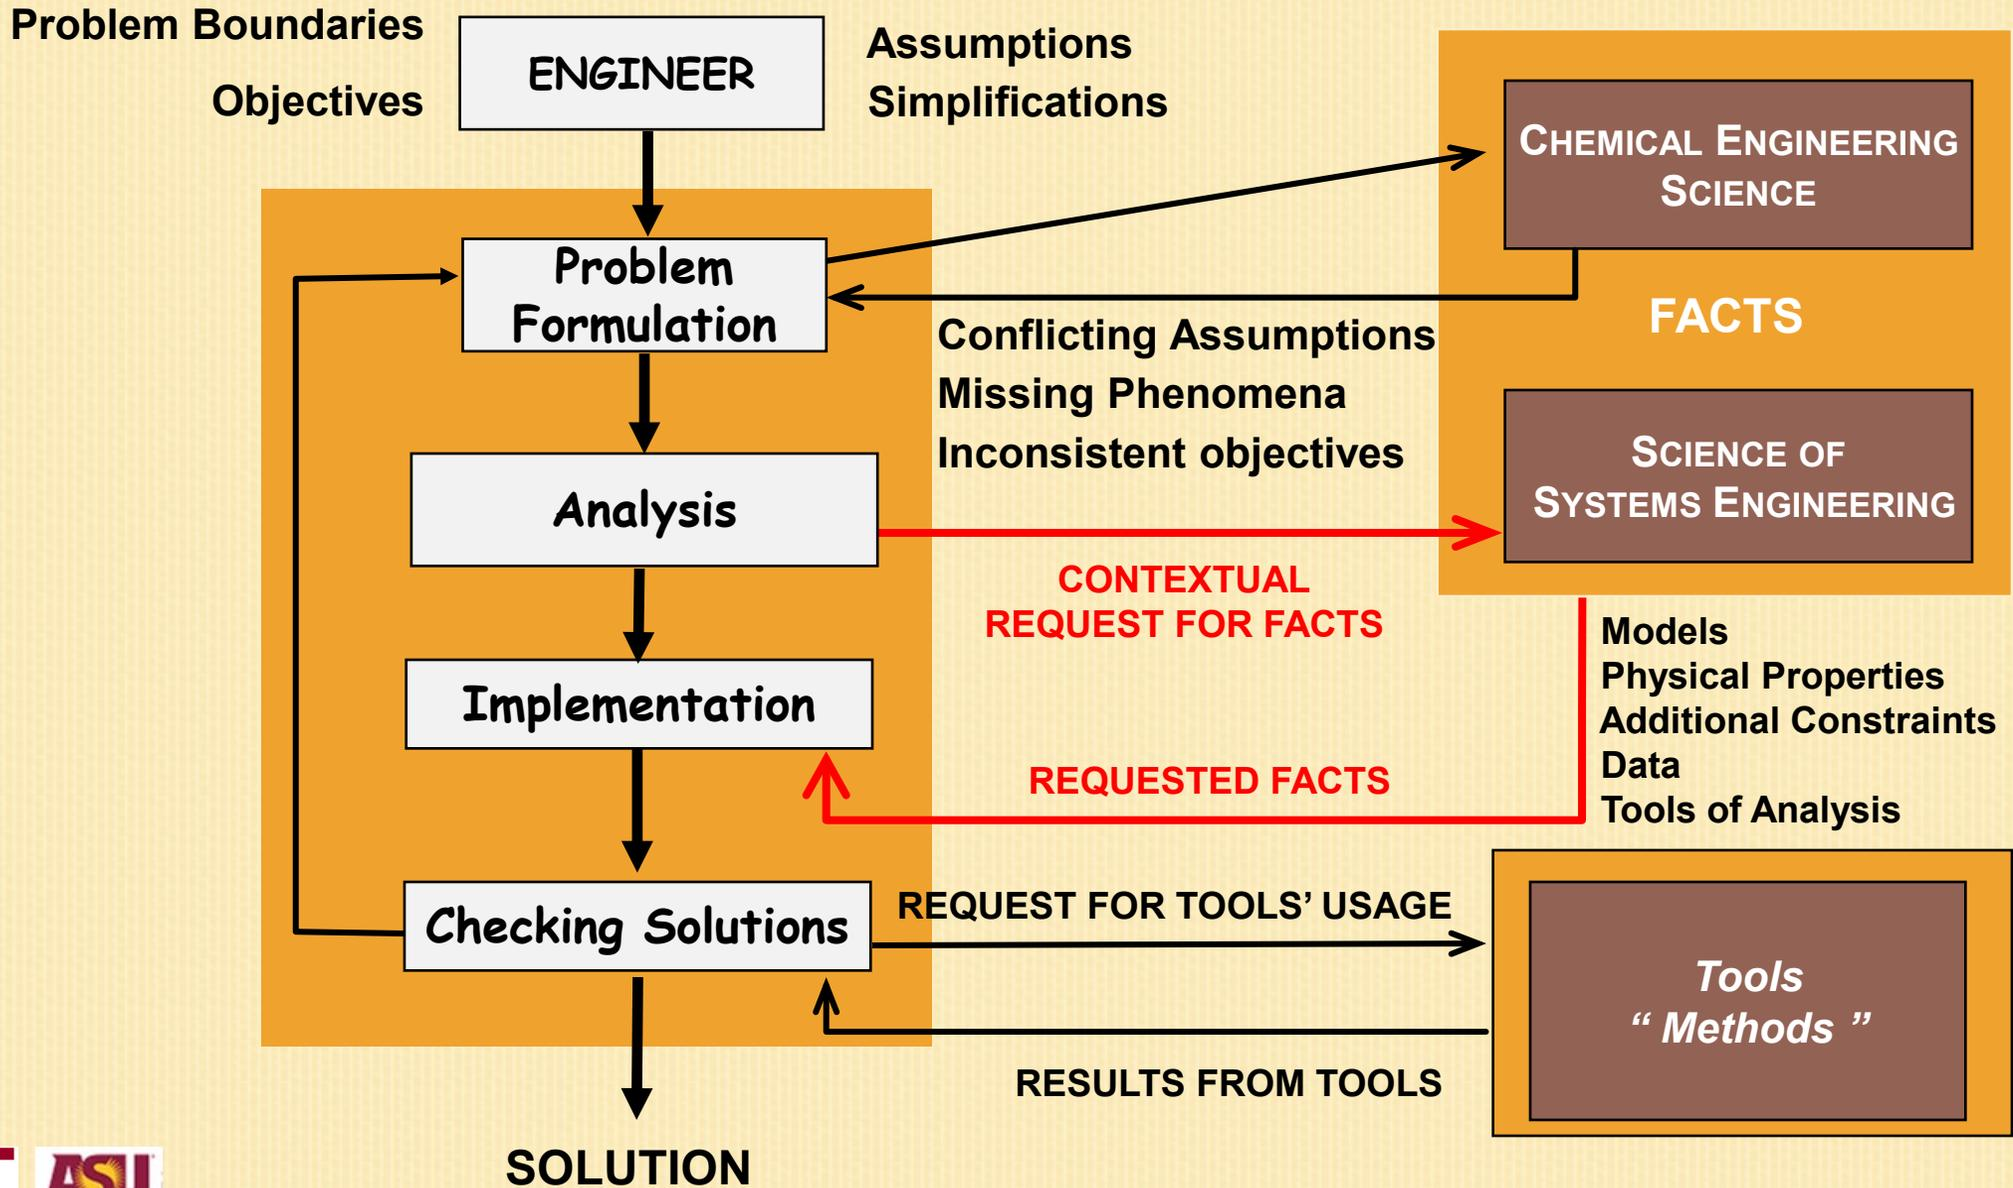 Problem Boundaries
Objectives
ENGINEER
Assumptions
Simplifications
CHEMICAL ENGINEERING
SCIENCE
FACTS
SCIENCE OF
SYSTEMS ENGINEERING
Problem
Formulation
Conflicting Assumptions
Missing Phenomena
Inconsistent objectives
Analysis
CONTEXTUAL
REQUEST FOR FACTS
Models
Physical Properties
Additional Constraints
Data
Tools of Analysis
Implementation
REQUESTED FACTS
Checking Solutions
REQUEST FOR TOOLS’ USAGE
Tools
“ Methods ”
RESULTS FROM TOOLS
SOLUTION
ASU